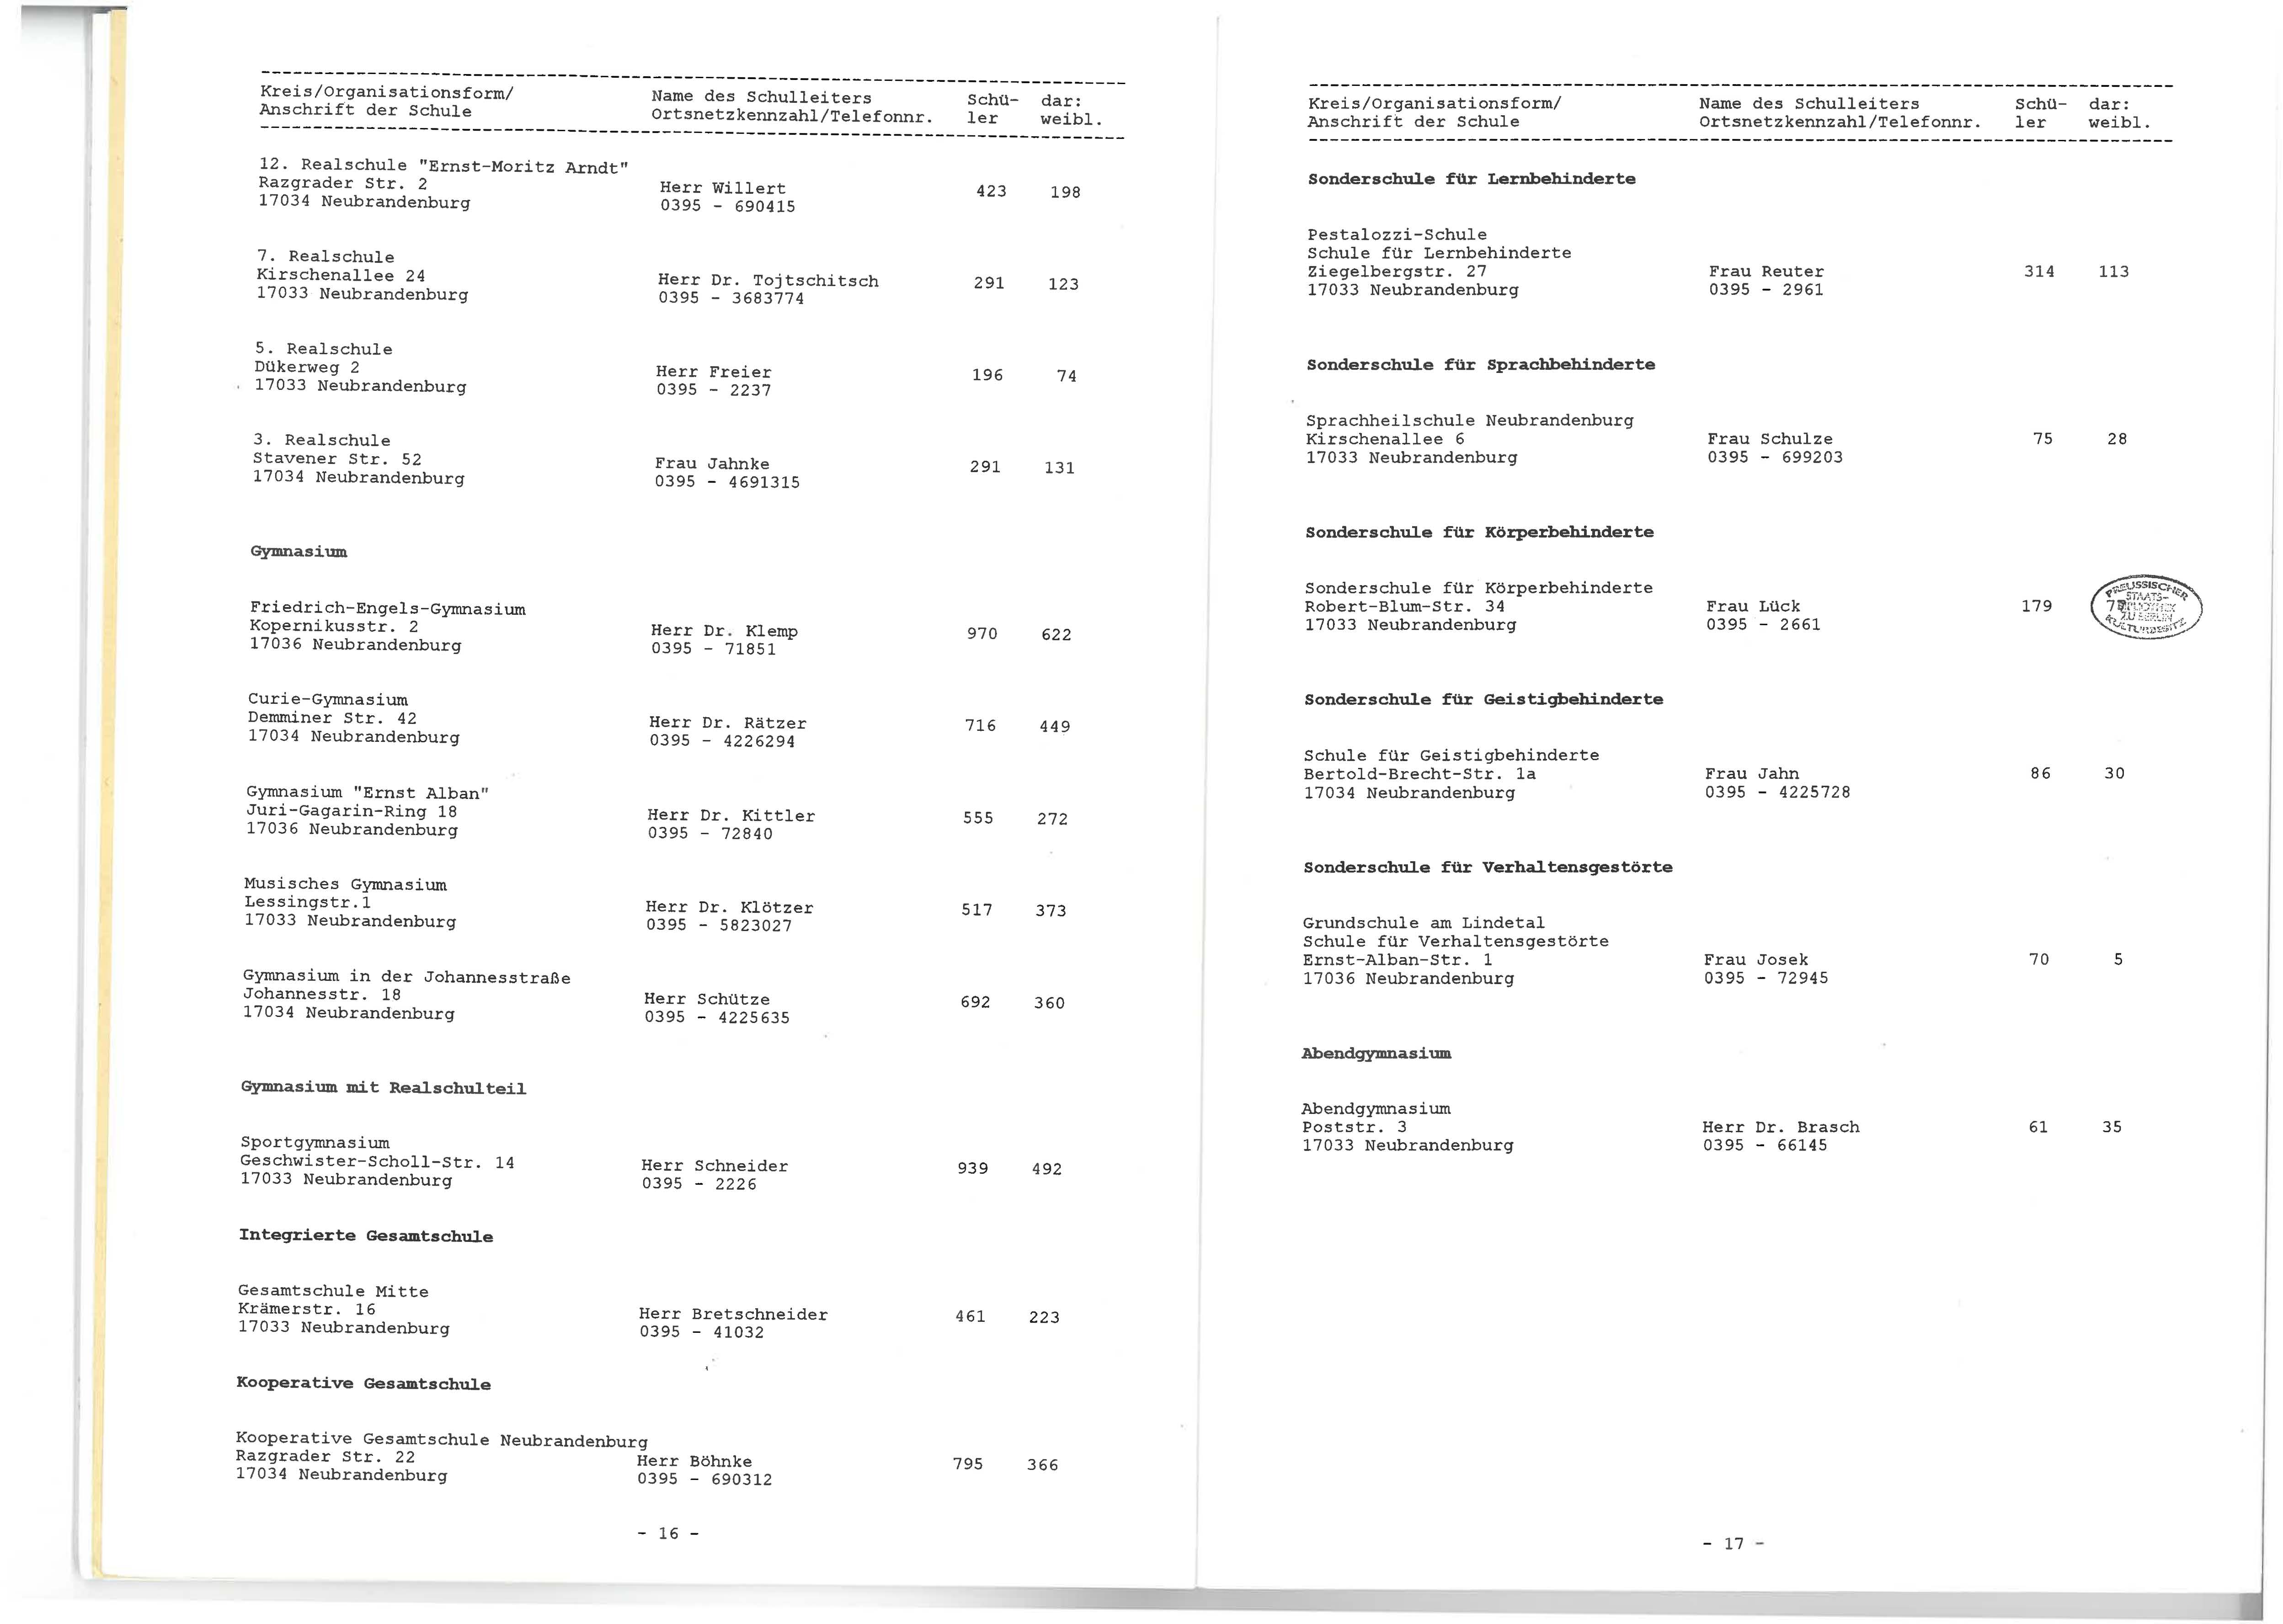 Kreis/Organisationsform/ Name des Schulleiters Schü- dar:
Anschrift der Schule Ortsnetzkennzahl/Telefonnr. ler weibl.
12. Realschule "Ernst-Moritz Arndt"
Razgrader Str. 2 Herr Willert 423 198
17034 Neubrandenburg 0395 - 690415
7. Realschule
Kirschenallee 24 Herr Dr. Tojtschitsch 291 123
17033 Neubrandenburg 0395 - 3683774
5. Realschule
Dükerweg 2 Herr Freier 196 74
17033 Neubrandenburg 0395 - 2237
3. Realschule
Stavener Str. 52 Frau Jahnke 291 131
17034 Neubrandenburg 0395 - 4691315
Gymnasium
Friedrich-Engels-Gymnasium
Kopernikusstr. 2 Herr Dr. Klemp 970 622
17036 Neubrandenburg 0395 - 71851
Curie-Gymnasium
Demminer Str. 42 Herr Dr. Rätzer 716 449
17034 Neubrandenburg 0395 - 4226294
Gymnasium "Ernst Alban"
Juri-Gagarin-Ring 18 Herr Dr. Kittler 555 272
17036 Neubrandenburg 0395 - 72840
Musisches Gymnasium
Lessingstr.1 Herr Dr. Klötzer 517 373
17033 Neubrandenburg 0395 - 5823027
Gymnasium in der Johannesstraße
Johannesstr. 18 Herr Schütze 692 360
17034 Neubrandenburg 0395 - 4225635
Gymnasium mit Realschulteil
Sportgymnasium
Geschwister-Scholl-Str. 14 Herr Schneider 939 492
17033 Neubrandenburg 0395 - 2226
Integrierte Gesamtschule
Gesamtschule Mitte
Krämerstr. 16 Herr Bretschneider 461 223
17033 Neubrandenburg 0395 - 41032
Kooperative Gesamtschule
Kooperative Gesamtschule Neubrandenburg
Razgrader Str. 22 Herr Böhnke 795 366
17034 Neubrandenburg 0395 - 690312
- 16 -
Kreis/Organisationsform/ Name des Schulleiters Schü- dar:
Anschrift der Schule Ortsnetzkennzahl/Telefonnr. ler weibl.
Sonderschule für Lernbehinderte
Pestalozzi-Schule
Schule für Lernbehinderte
Ziegelbergstr. 27 Frau Reuter 314 113
17033 Neubrandenburg 0395 - 2961
Sonderschule für Sprachbehinderte
Sprachheilschule Neubrandenburg
Kirschenallee 6 Frau Schulze 75 28
17033 Neubrandenburg 0395 - 699203
Sonderschule für Körperbehinderte
Sonderschule für Körperbehinderte
Robert-Blum-Str. 34 Frau Lück 179
17033 Neubrandenburg 0395 - 2661
PREUSSISCHER
STAATS-
ZU BERLIN
KULTURBESITZ
Sonderschule für Geistigbehinderte
Schule für Geistigbehinderte
Bertold-Brecht-Str. 1a Frau Jahn 86 30
17034 Neubrandenburg 0395 - 4225728
Sonderschule für Verhaltensgestörte
Grundschule am Lindetal
Schule für Verhaltensgestörte
Ernst-Alban-Str. 1 Frau Josek 70 5
17036 Neubrandenburg 0395 - 72945
Abendgymnasium
Abendgymnasium
Poststr. 3 Herr Dr. Brasch 61 35
17033 Neubrandenburg 0395 - 66145
- 17 -